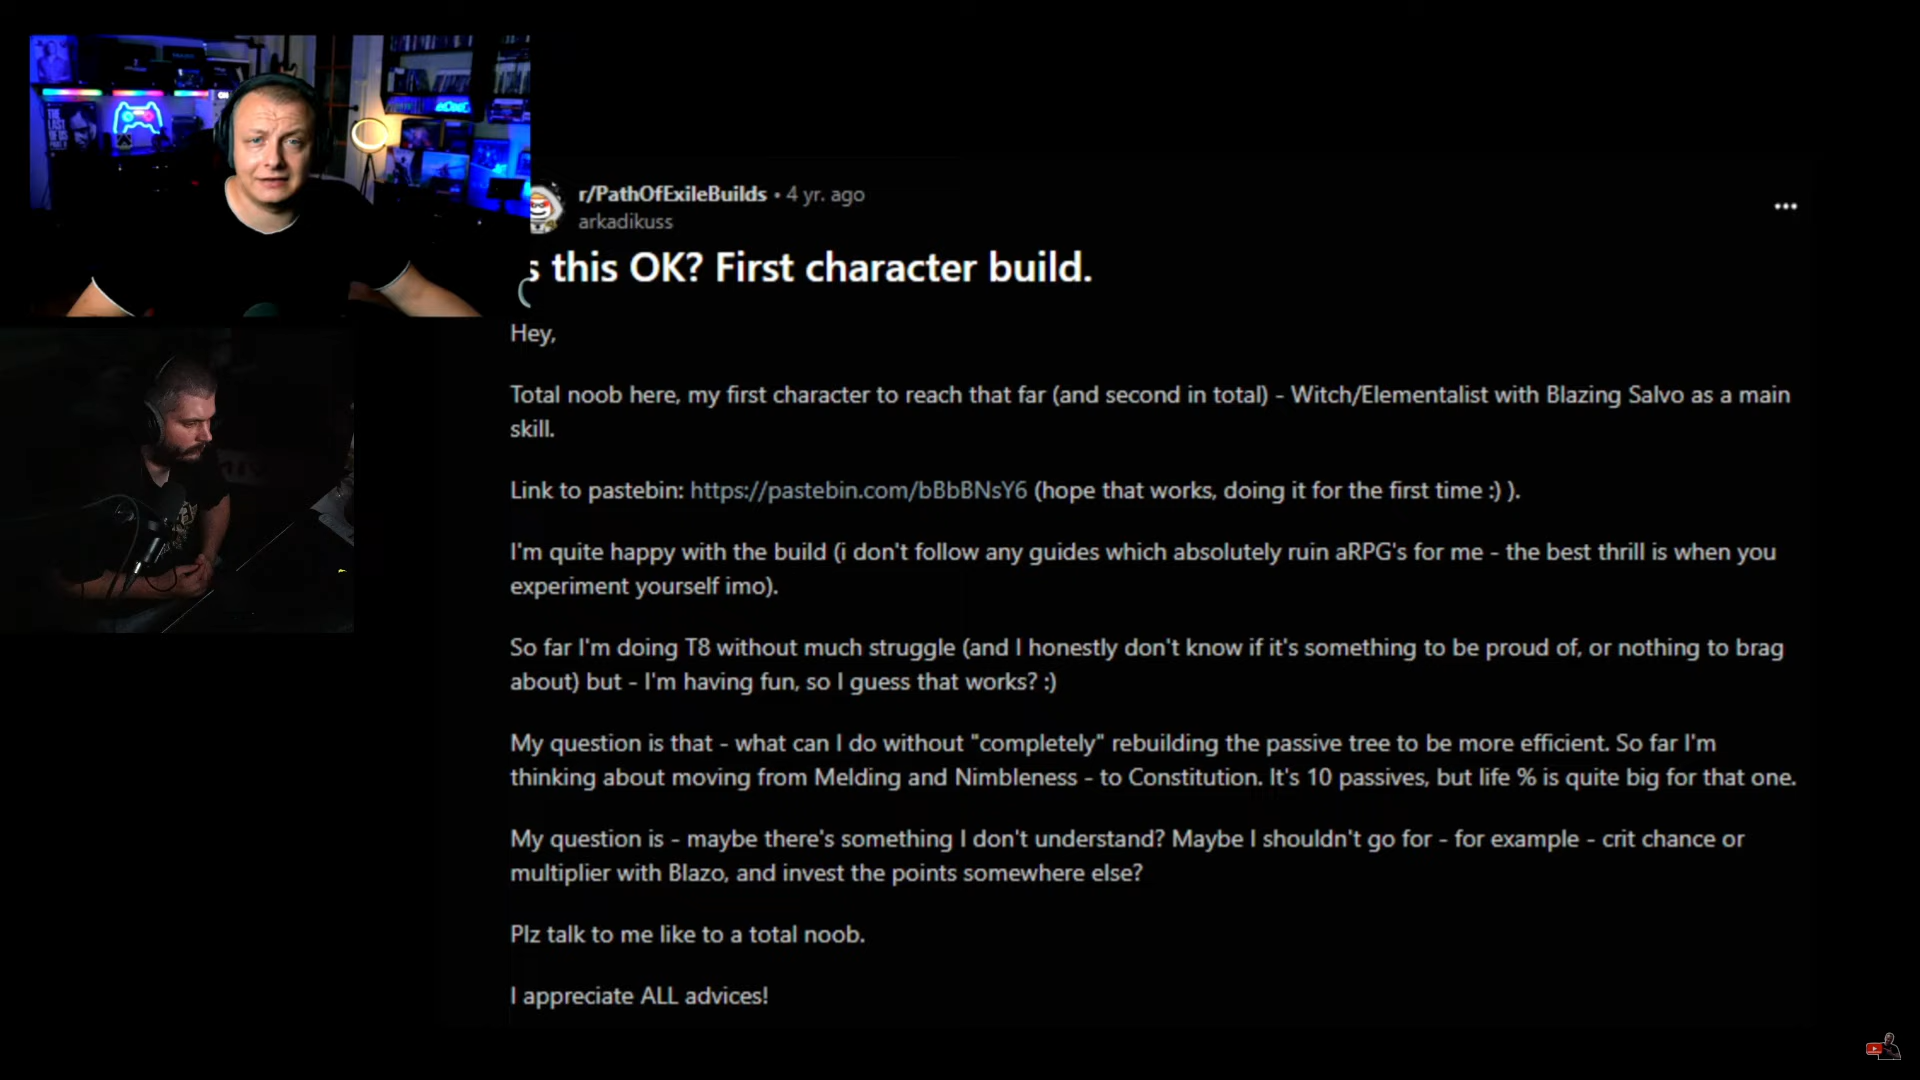 THE
LAST
OF US
r/PathOfExileBuilds • 4 yr. ago
arkadikuss
s this OK? First character build.
Hey,
Total noob here, my first character to reach that far (and second in total) - Witch/Elementalist with Blazing Salvo as a main
skill.
Link to pastebin: https://pastebin.com/bBbBNsY6 (hope that works, doing it for the first time :) ).
I'm quite happy with the build (i don't follow any guides which absolutely ruin aRPG's for me - the best thrill is when you
experiment yourself imo).
So far I'm doing T8 without much struggle (and I honestly don't know if it's something to be proud of, or nothing to brag
about) but - I'm having fun, so I guess that works? :)
My question is that - what can I do without "completely" rebuilding the passive tree to be more efficient. So far I'm
thinking about moving from Melding and Nimbleness - to Constitution. It's 10 passives, but life % is quite big for that one.
My question is - maybe there's something I don't understand? Maybe I shouldn't go for - for example - crit chance or
multiplier with Blazo, and invest the points somewhere else?
Plz talk to me like to a total noob.
I appreciate ALL advices!